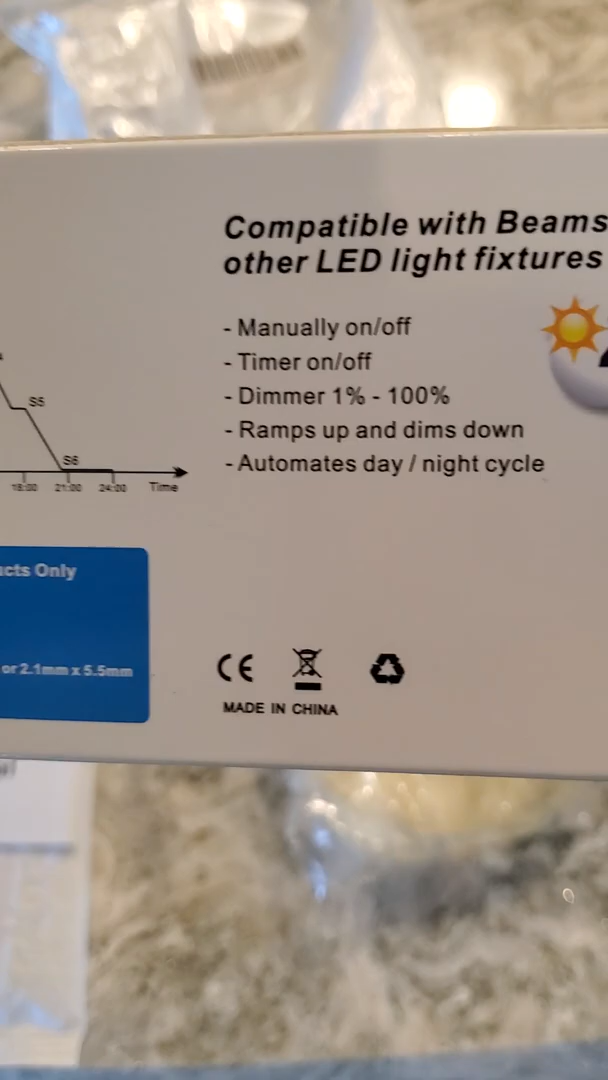 Compatible with Beams
other LED light fixtures
- Manually on/off
- Timer on/off
- Dimmer 1% - 100%
- Ramps up and dims down
- Automates day / night cycle
S5
S6
18:00 21:00 24:00 Time
ucts Only
or 2.1mm x 5.5mm
CE
MADE IN CHINA